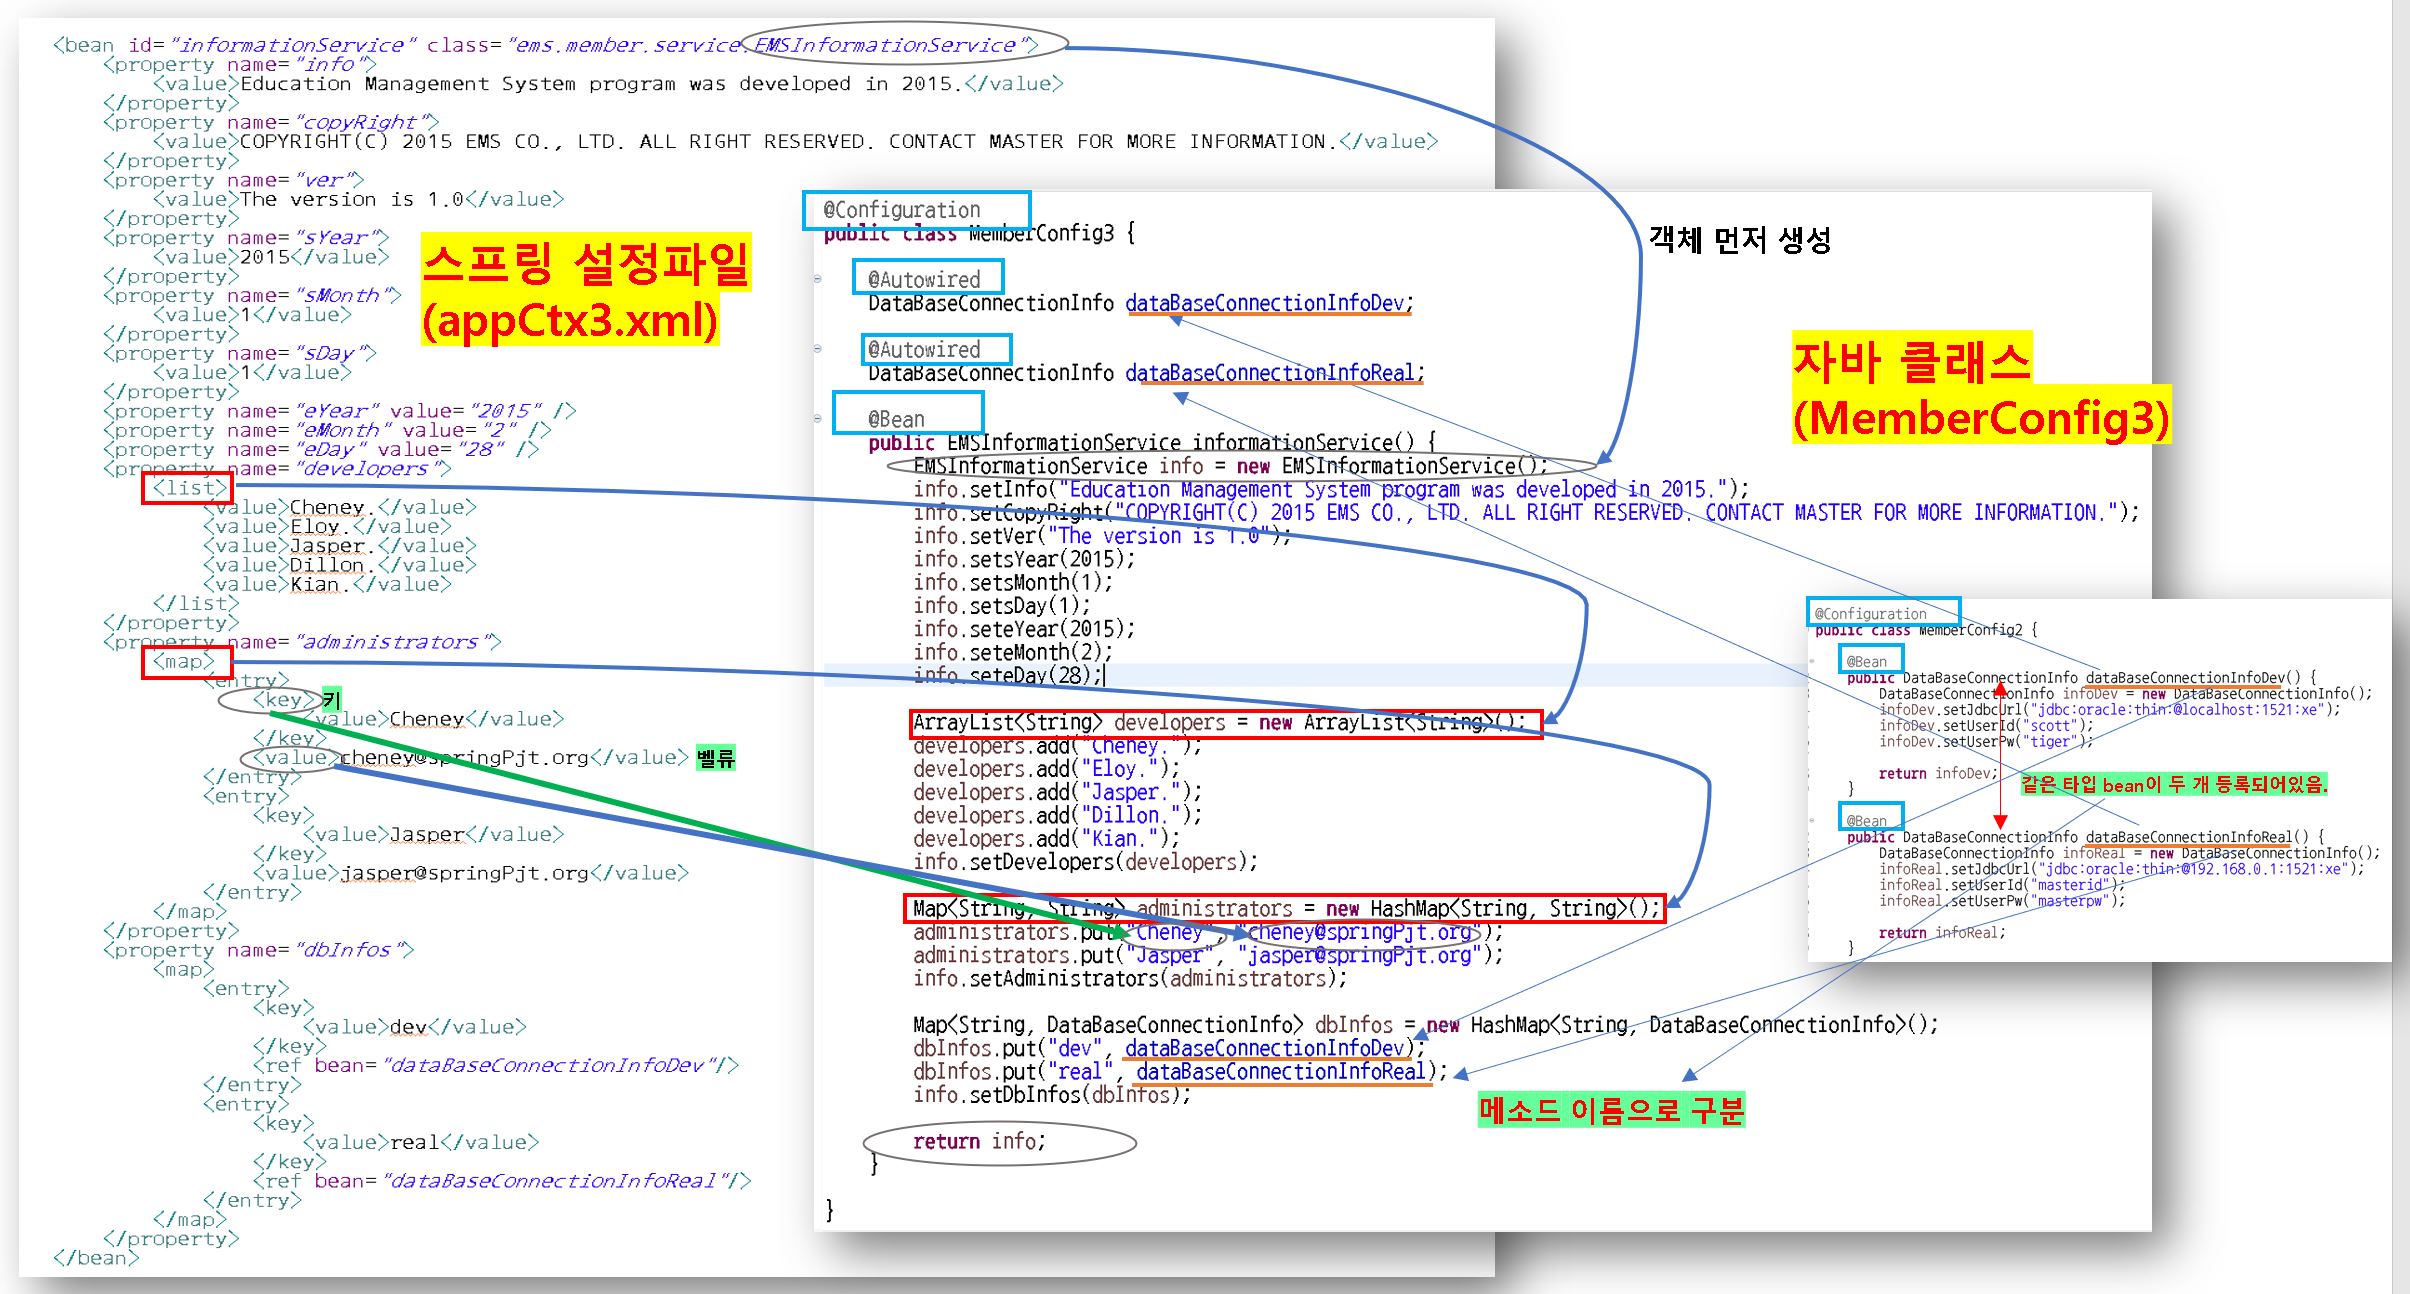 <bean id="informationService" class="ems.member.service.EMSInformationService">
<property name="info">
<value>Education Management System program was developed in 2015.</value>
</property>
<property name="copyRight">
<value>COPYRIGHT(C) 2015 EMS CO., LTD. ALL RIGHT RESERVED. CONTACT MASTER FOR MORE INFORMATION.</value>
</property>
<property name="ver">
<value>The version is 1.0</value>
</property>
<property name="sYear">
<value>2015</value>
</property>
<property name="sMonth">
<value>1</value>
</property>
<property name="sDay">
<value>1</value>
</property>
<property name="eYear" value="2015" />
<property name="eMonth" value="2" />
<property name="eDay" value="28" />
<property name="developers">
<list>
<value>Cheney.</value>
<value>Eloy.</value>
<value>Jasper.</value>
<value>Dillon.</value>
<value>Kian.</value>
</list>
</property>
<property name="administrators">
<map>
<entry>
<key> 키
<value>Cheney</value>
</key>
<value>cheney@springPjt.org</value> 벨류
</entry>
<entry>
<key>
<value>Jasper</value>
</key>
<value>jasper@springPjt.org</value>
</entry>
</map>
</property>
<property name="dbInfos">
<map>
<entry>
<key>
<value>dev</value>
</key>
<ref bean="dataBaseConnectionInfoDev"/>
</entry>
<entry>
<key>
<value>real</value>
</key>
<ref bean="dataBaseConnectionInfoReal"/>
</entry>
</map>
</property>
</bean>
스프링 설정파일
(appCtx3.xml)
@Configuration
public class MemberConfig3 {
@Autowired
DataBaseConnectionInfo dataBaseConnectionInfoDev;
@Autowired
DataBaseConnectionInfo dataBaseConnectionInfoReal;
@Bean
public EMSInformationService informationService() {
EMSInformationService info = new EMSInformationService();
info.setInfo("Education Management System program was developed in 2015.");
info.setCopyRight("COPYRIGHT(C) 2015 EMS CO., LTD. ALL RIGHT RESERVED. CONTACT MASTER FOR MORE INFORMATION.");
info.setVer("The version is 1.0");
info.setsYear(2015);
info.setsMonth(1);
info.setsDay(1);
info.seteYear(2015);
info.seteMonth(2);
info.seteDay(28);
ArrayList<String> developers = new ArrayList<String>();
developers.add("Cheney.");
developers.add("Eloy.");
developers.add("Jasper.");
developers.add("Dillon.");
developers.add("Kian.");
info.setDevelopers(developers);
Map<String, String> administrators = new HashMap<String, String>();
administrators.put("Cheney", "cheney@springPjt.org");
administrators.put("Jasper", "jasper@springPjt.org");
info.setAdministrators(administrators);
Map<String, DataBaseConnectionInfo> dbInfos = new HashMap<String, DataBaseConnectionInfo>();
dbInfos.put("dev", dataBaseConnectionInfoDev);
dbInfos.put("real", dataBaseConnectionInfoReal);
info.setDbInfos(dbInfos);
return info;
}
}
객체 먼저 생성
자바 클래스
(MemberConfig3)
@Configuration
public class MemberConfig2 {
@Bean
public DataBaseConnectionInfo dataBaseConnectionInfoDev() {
DataBaseConnectionInfo infoDev = new DataBaseConnectionInfo();
infoDev.setJdbcUrl("jdbc:oracle:thin:@localhost:1521:xe");
infoDev.setUserId("scott");
infoDev.setUserPw("tiger");
return infoDev;
}
같은 타입 bean이 두 개 등록되어있음.
@Bean
public DataBaseConnectionInfo dataBaseConnectionInfoReal() {
DataBaseConnectionInfo infoReal = new DataBaseConnectionInfo();
infoReal.setJdbcUrl("jdbc:oracle:thin:@192.168.0.1:1521:xe");
infoReal.setUserId("masterid");
infoReal.setUserPw("masterpw");
return infoReal;
}
메소드 이름으로 구분